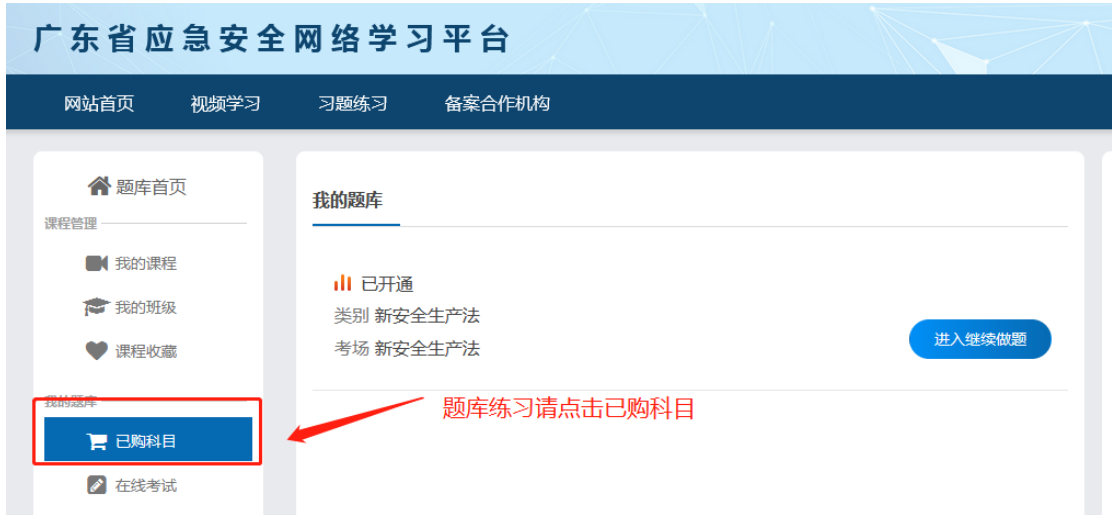 广东省应急安全网络学习平台
网站首页 视频学习 习题练习 备案合作机构
题库首页
课程管理
我的课程
我的班级
课程收藏
我的题库
已购科目
在线考试
我的题库
已开通
类别 新安全生产法
考场 新安全生产法
进入继续做题
题库练习请点击已购科目